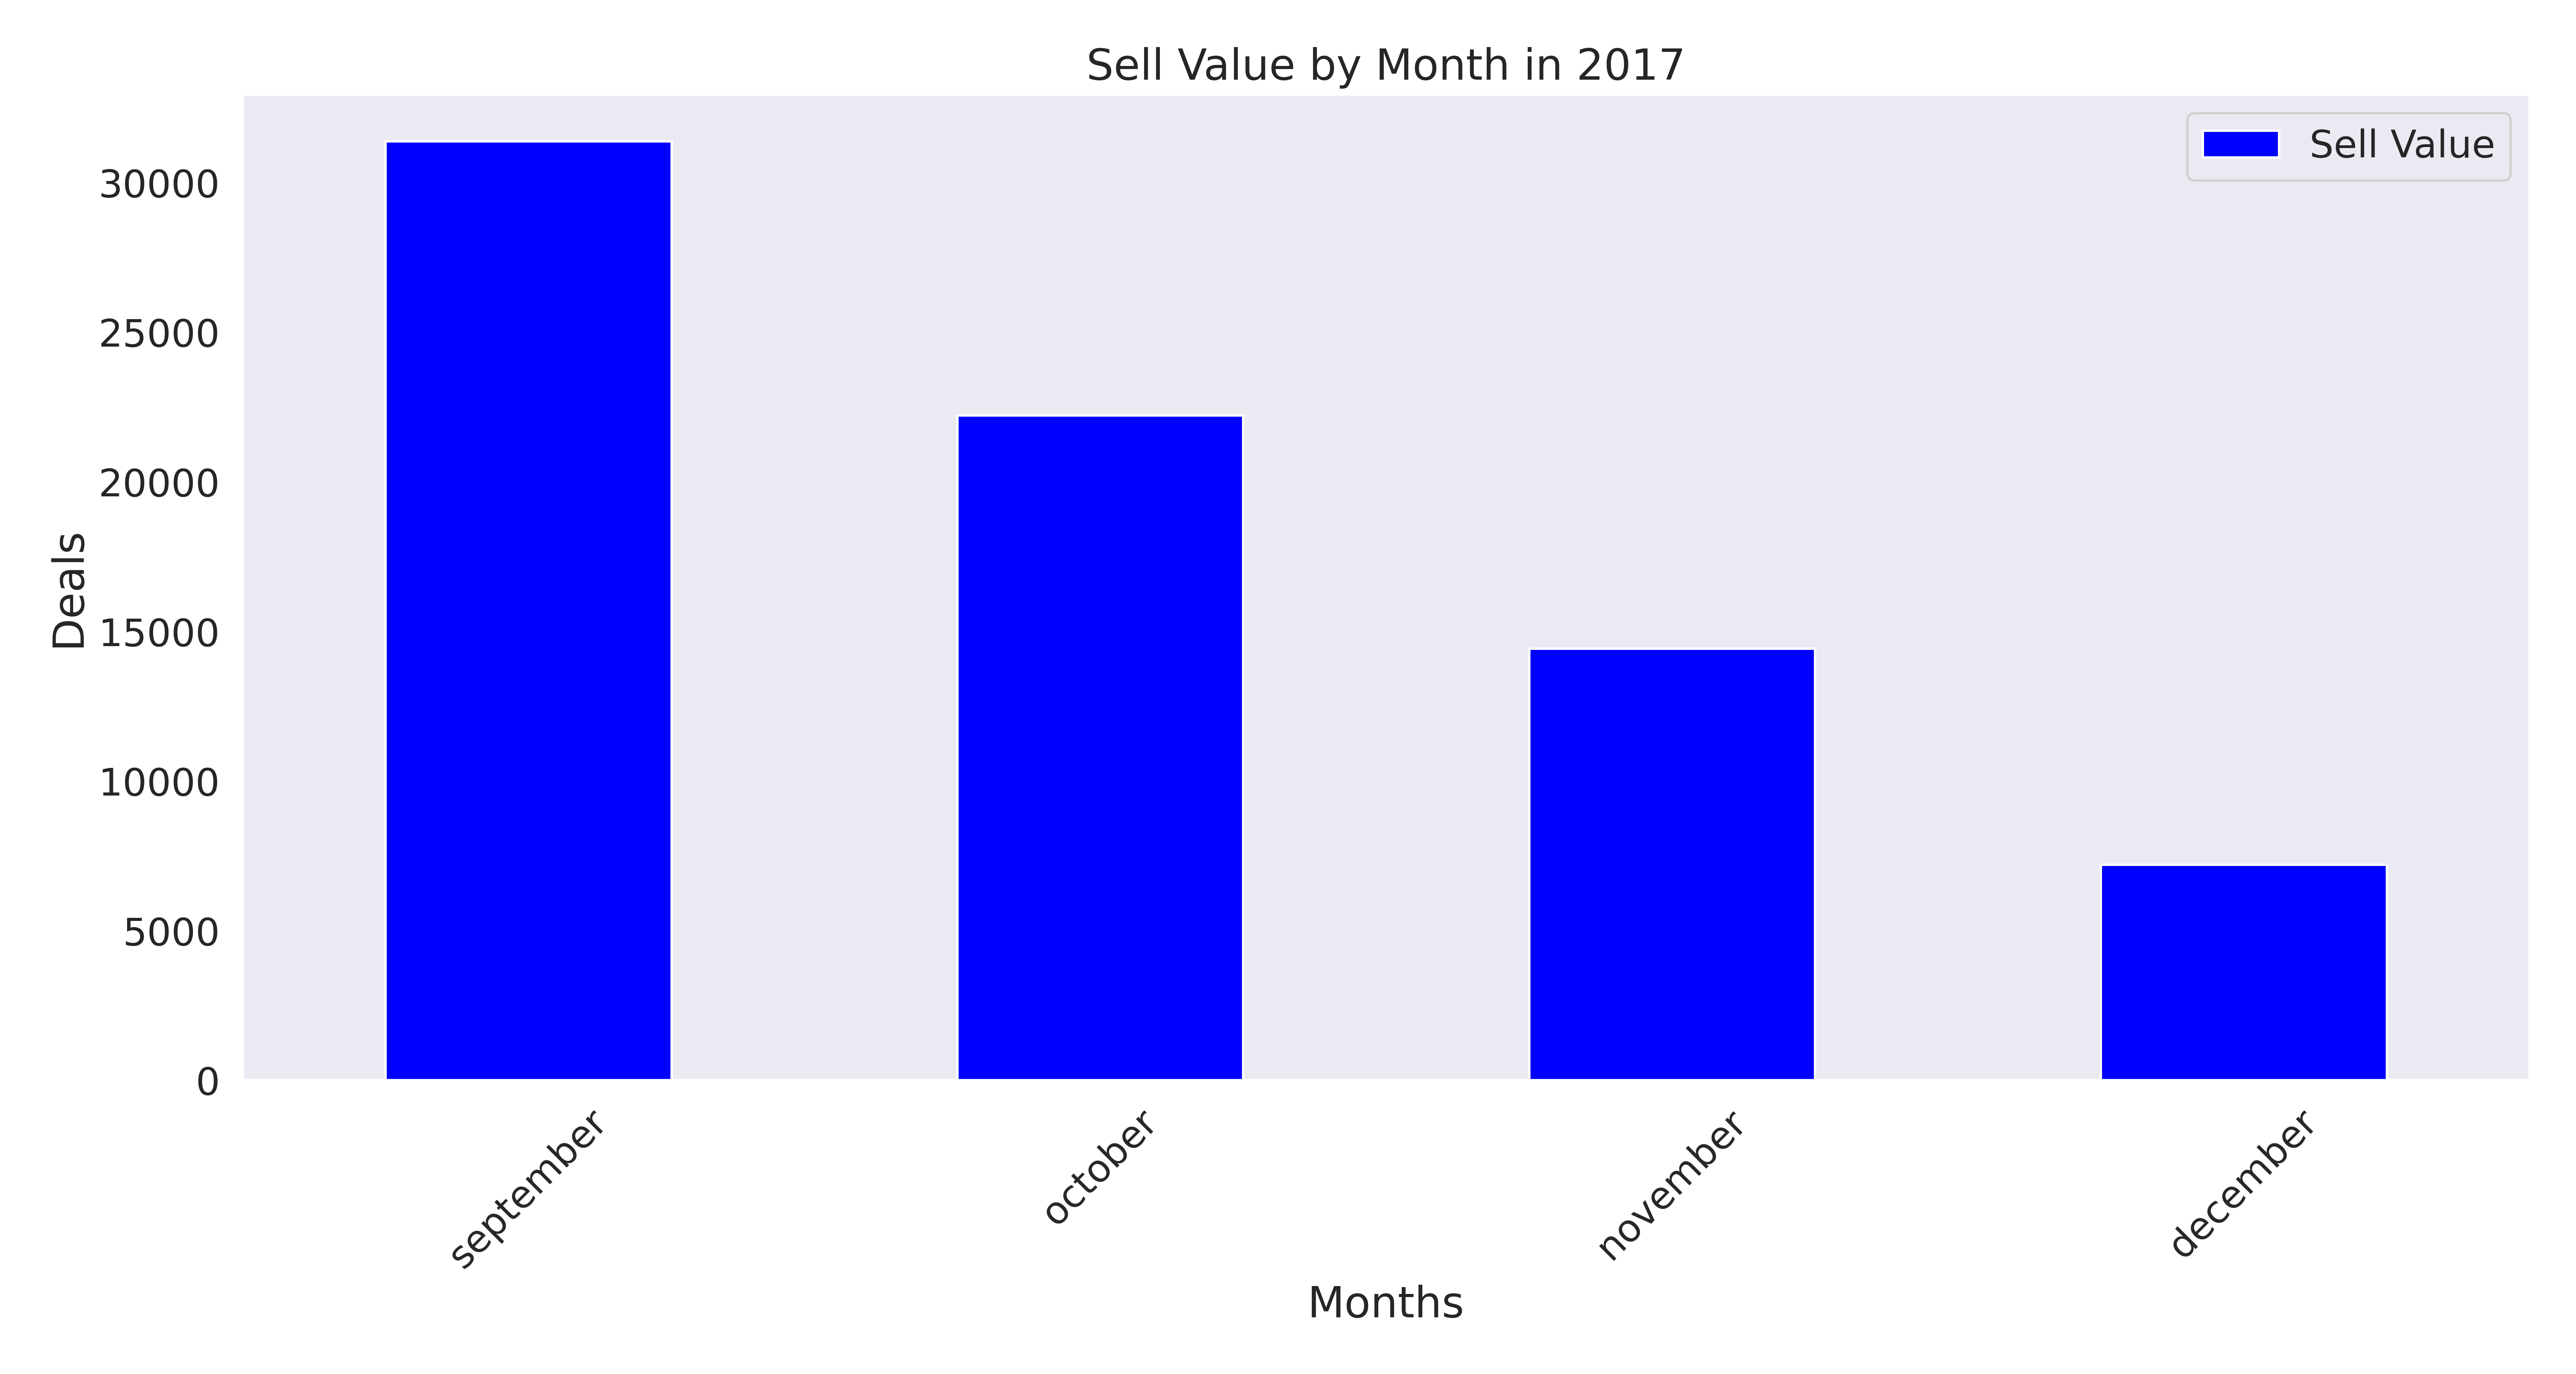 Sell Value by Month in 2017
Sell Value
30000
25000
20000
15000
10000
5000
0
Deals
september
october
november
december
Months